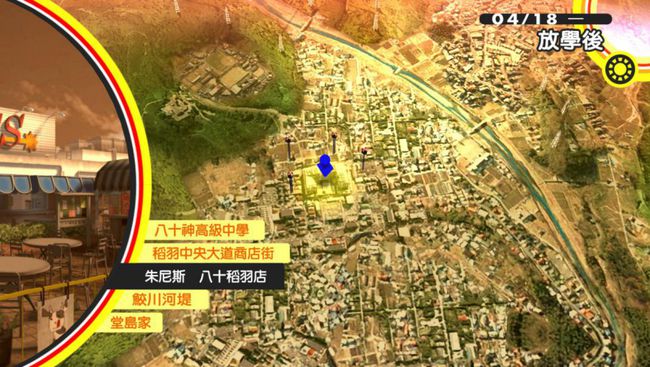 04/18 —
放學後
S
八十神高級中學
稻羽中央大道商店街
朱尼斯 八十稻羽店
鮫川河堤
堂島家